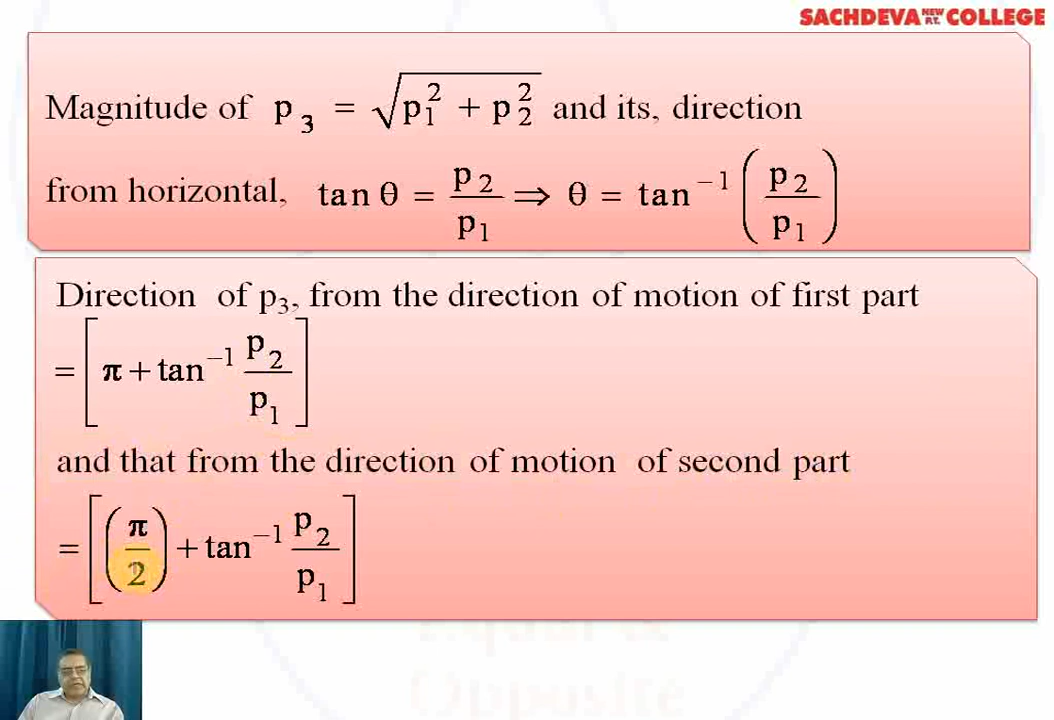 SACHDEVA NEW P.T. COLLEGE
Magnitude of p₃ = √(p₁² + p₂²) and its, direction
from horizontal, tan θ = p₂/p₁ ⇒ θ = tan⁻¹ (p₂/p₁)
Direction of p₃, from the direction of motion of first part
= [π + tan⁻¹ p₂/p₁]
and that from the direction of motion of second part
= [(π/2) + tan⁻¹ p₂/p₁]
Equal &
Opposite